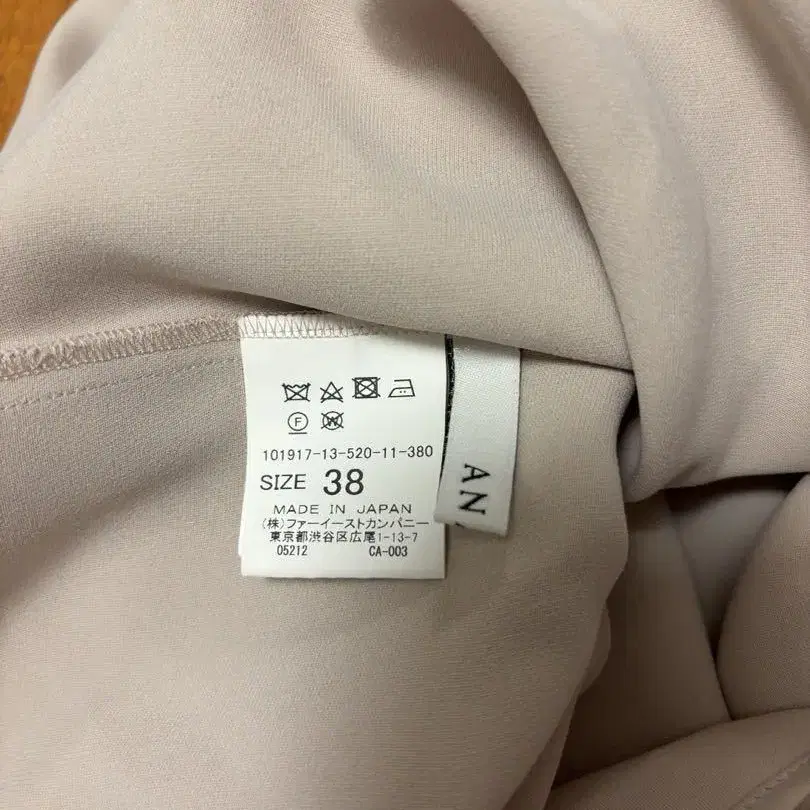 F
W
101917-13-520-11-380
SIZE 38
MADE IN JAPAN
(株)ファーイーストカンパニー
東京都渋谷区広尾1-13-7
05212 CA-003
AN